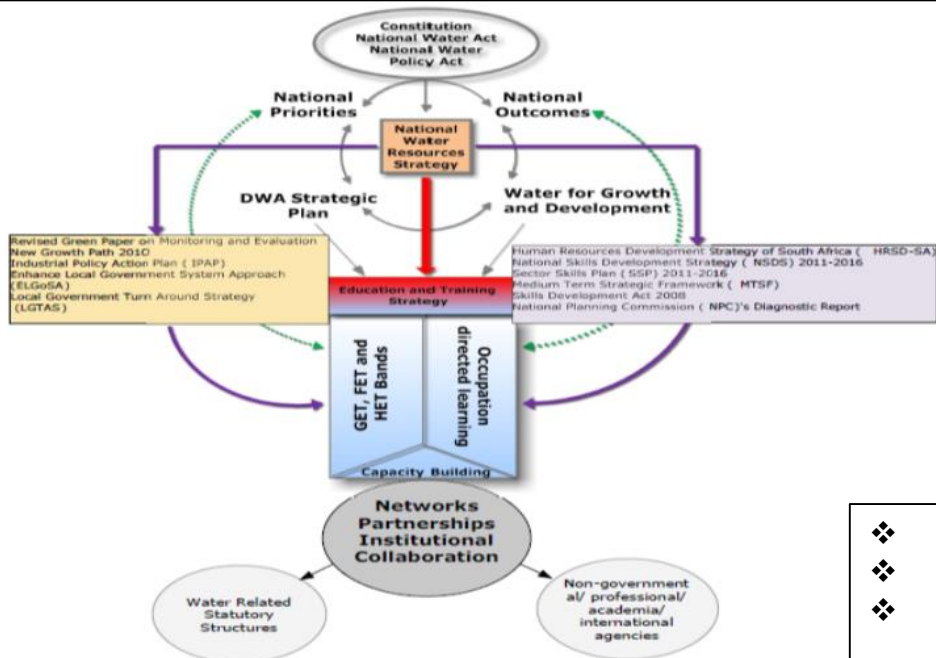 Constitution
National Water Act
National Water
Policy Act
National
Priorities
National
Outcomes
National
Water
Resources
Strategy
DWA Strategic
Plan
Water for Growth
and Development
Revised Green Paper on Monitoring and Evaluation
New Growth Path 2010
Industrial Policy Action Plan ( IPAP)
Enhance Local Government System Approach
(ELGoSA)
Local Government Turn Around Strategy
(LGTAS)
Human Resources Development Strategy of South Africa ( HRSD-SA)
National Skills Development Strategy ( NSDS) 2011-2016
Sector Skills Plan ( SSP) 2011-2016
Medium Term Strategic Framework ( MTSF)
Skills Development Act 2008
National Planning Commission ( NPC)'s Diagnostic Report
Education and Training
Strategy
GET, FET and
HET Bands
Occupation
directed learning
Capacity Building
Networks
Partnerships
Institutional
Collaboration
Water Related
Statutory
Structures
Non-government
al/ professional/
academia/
international
agencies